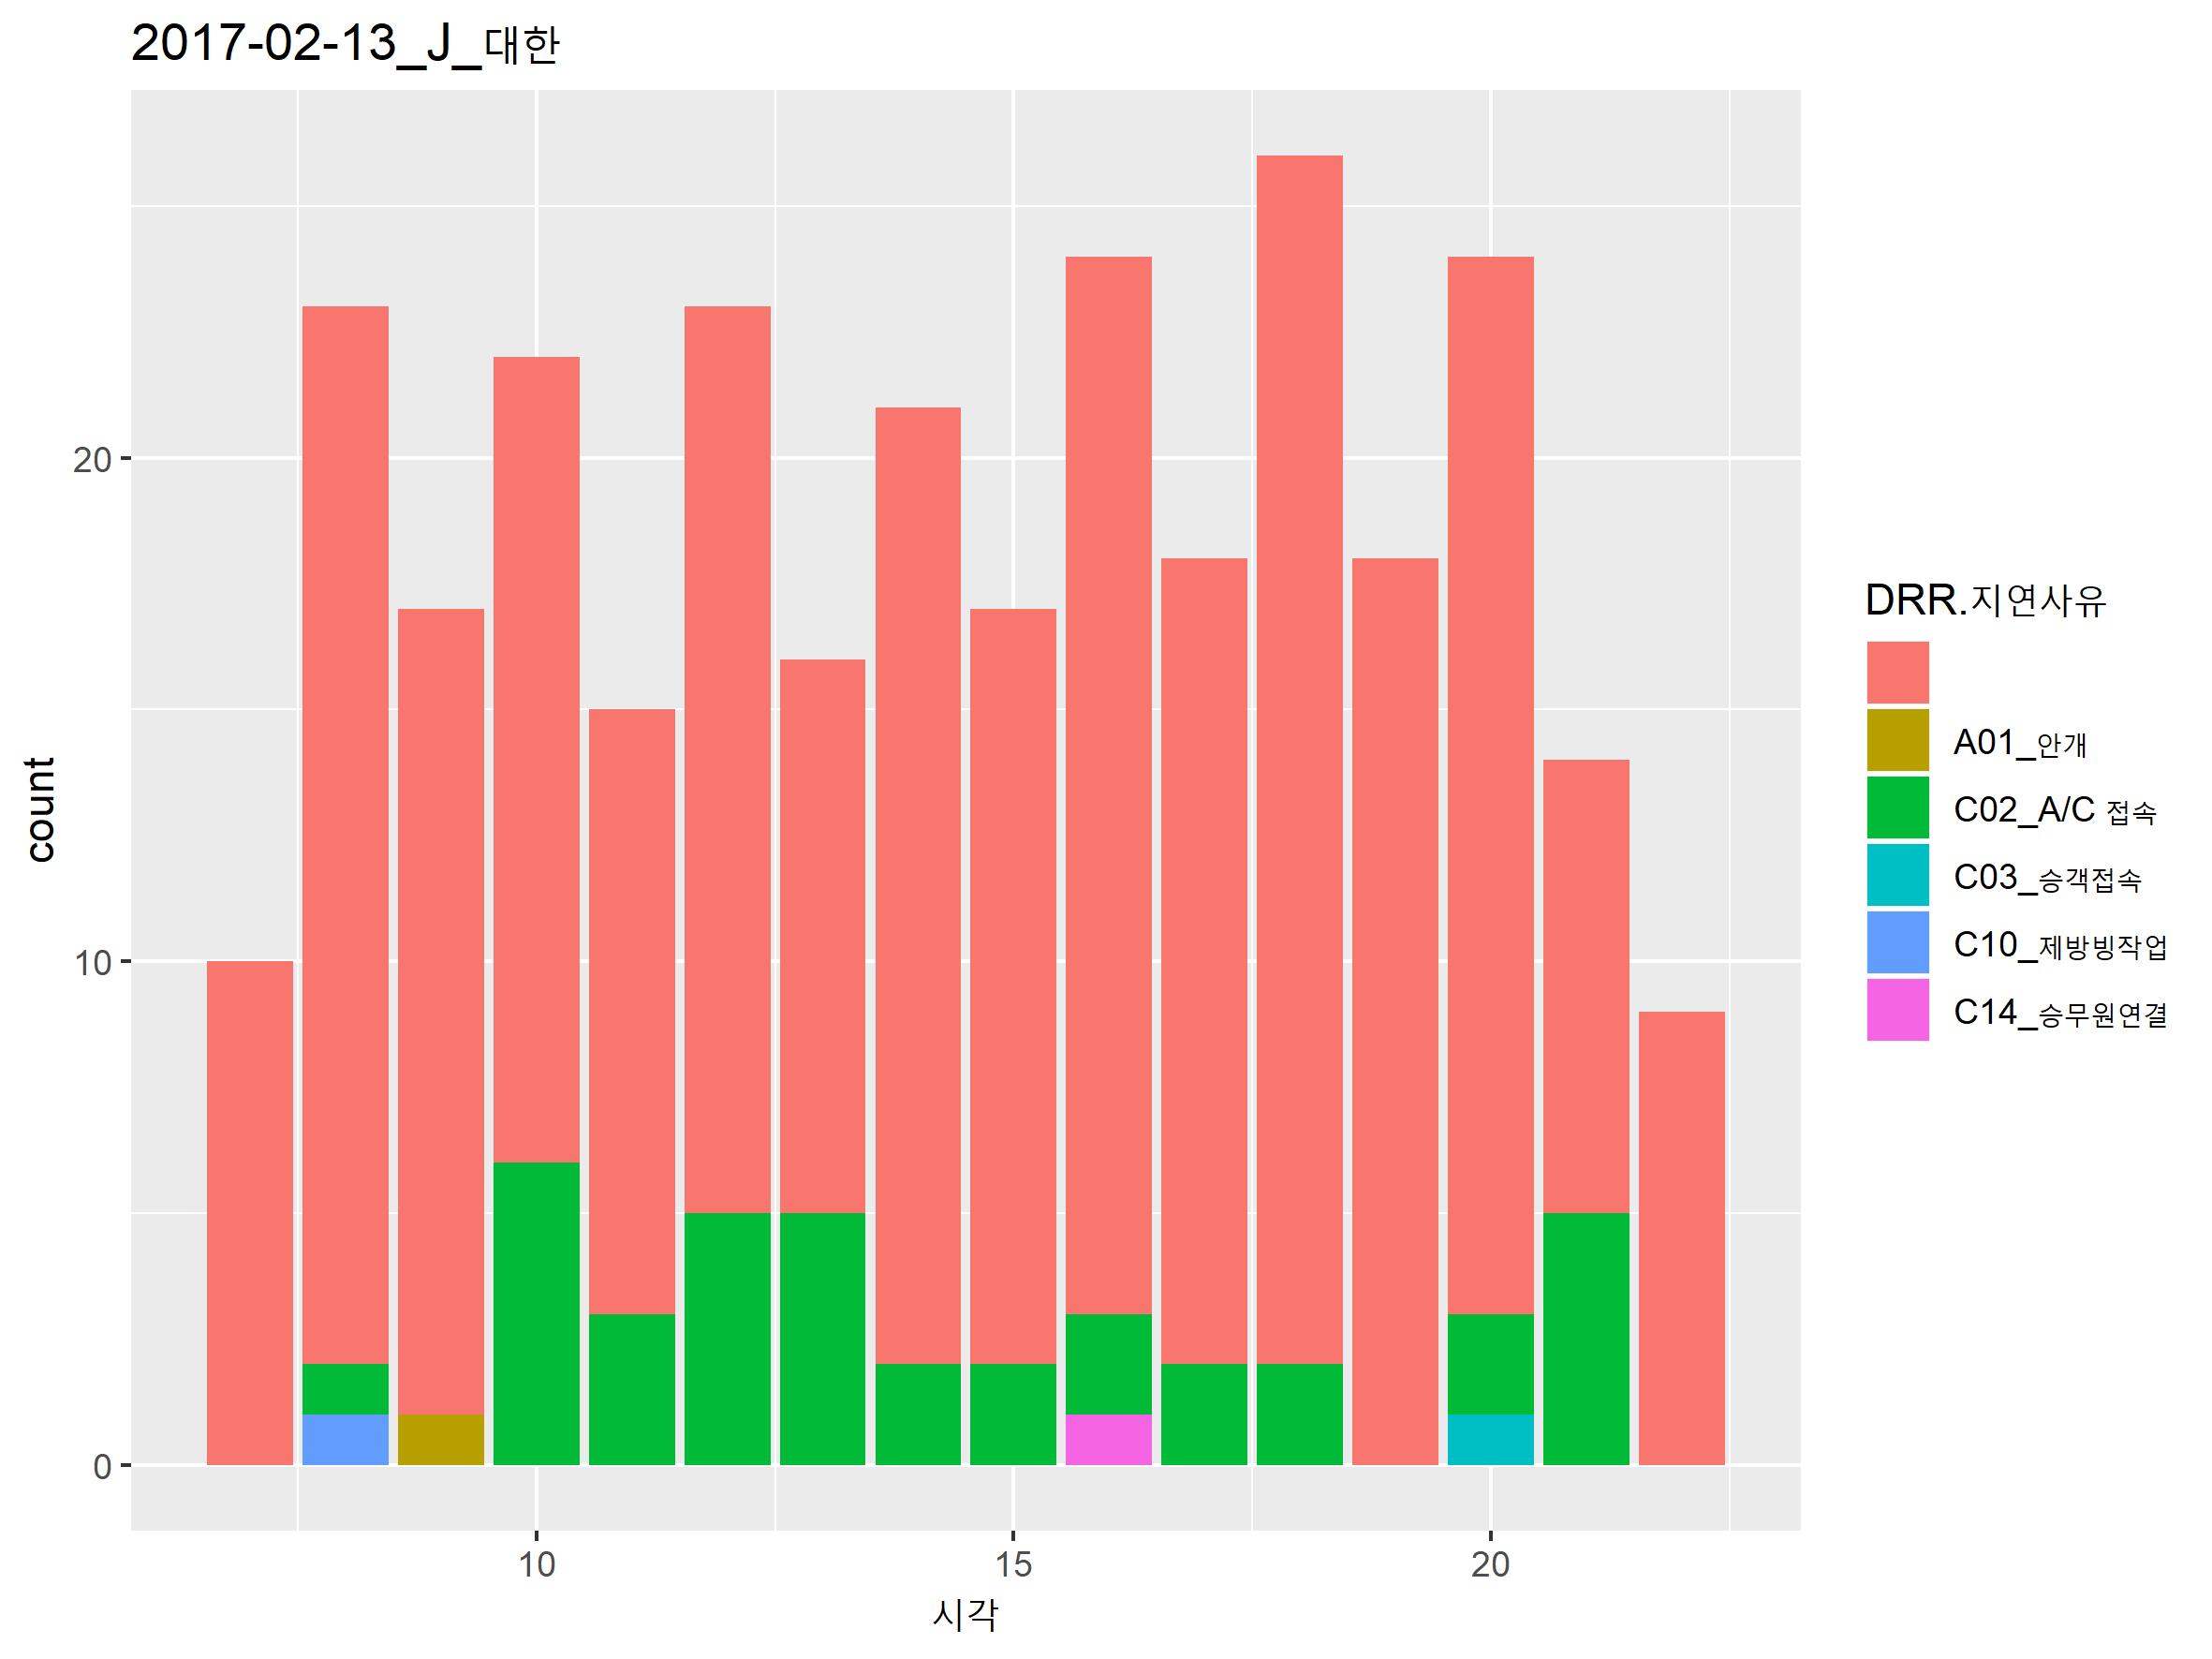 2017-02-13_J_대한
count
20
10
0
10 15 20
시각
DRR.지연사유
A01_안개
C02_A/C 접속
C03_승객접속
C10_제방빙작업
C14_승무원연결